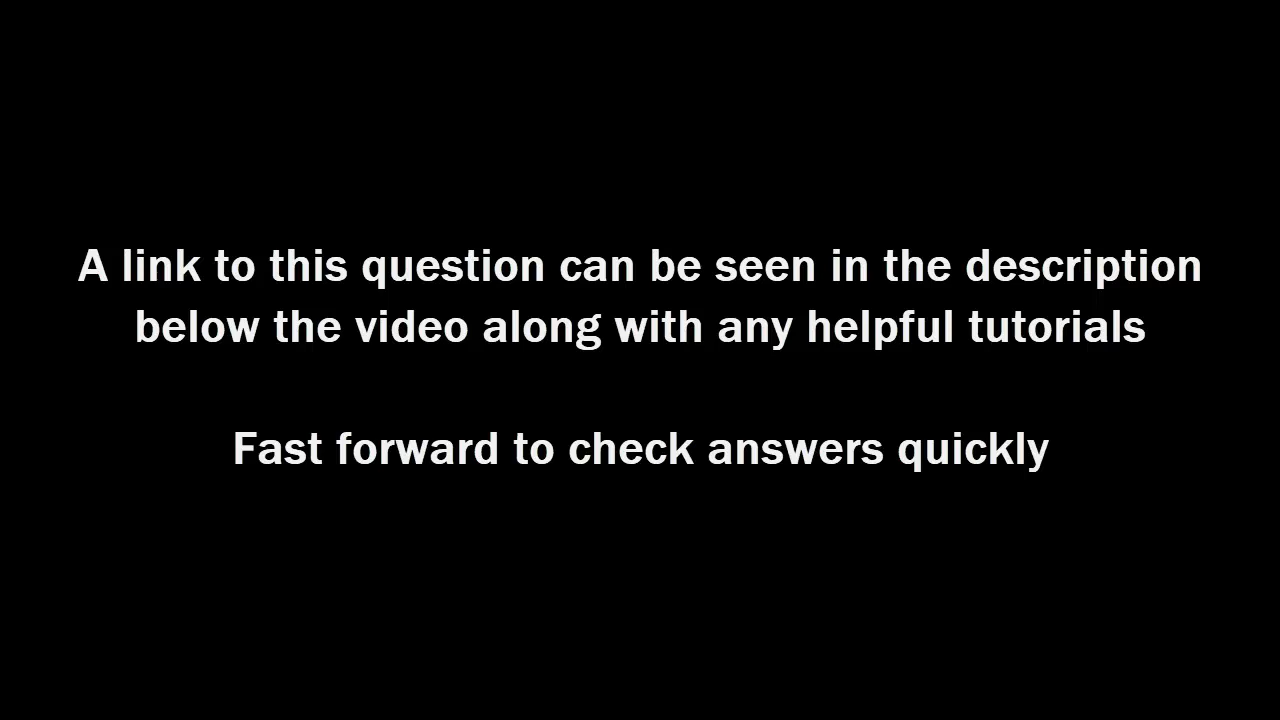 A link to this question can be seen in the description
below the video along with any helpful tutorials
Fast forward to check answers quickly